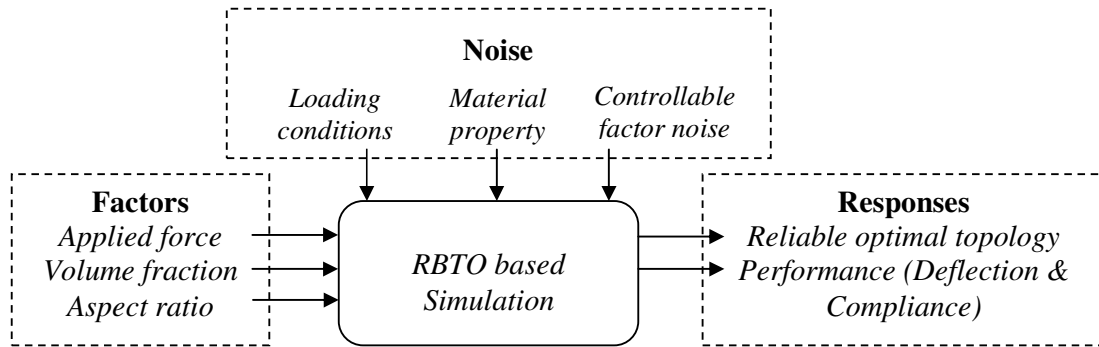 Noise
Loading conditions
Material property
Controllable factor noise
Factors
Applied force
Volume fraction
Aspect ratio
RBTO based
Simulation
Responses
Reliable optimal topology
Performance (Deflection &
Compliance)